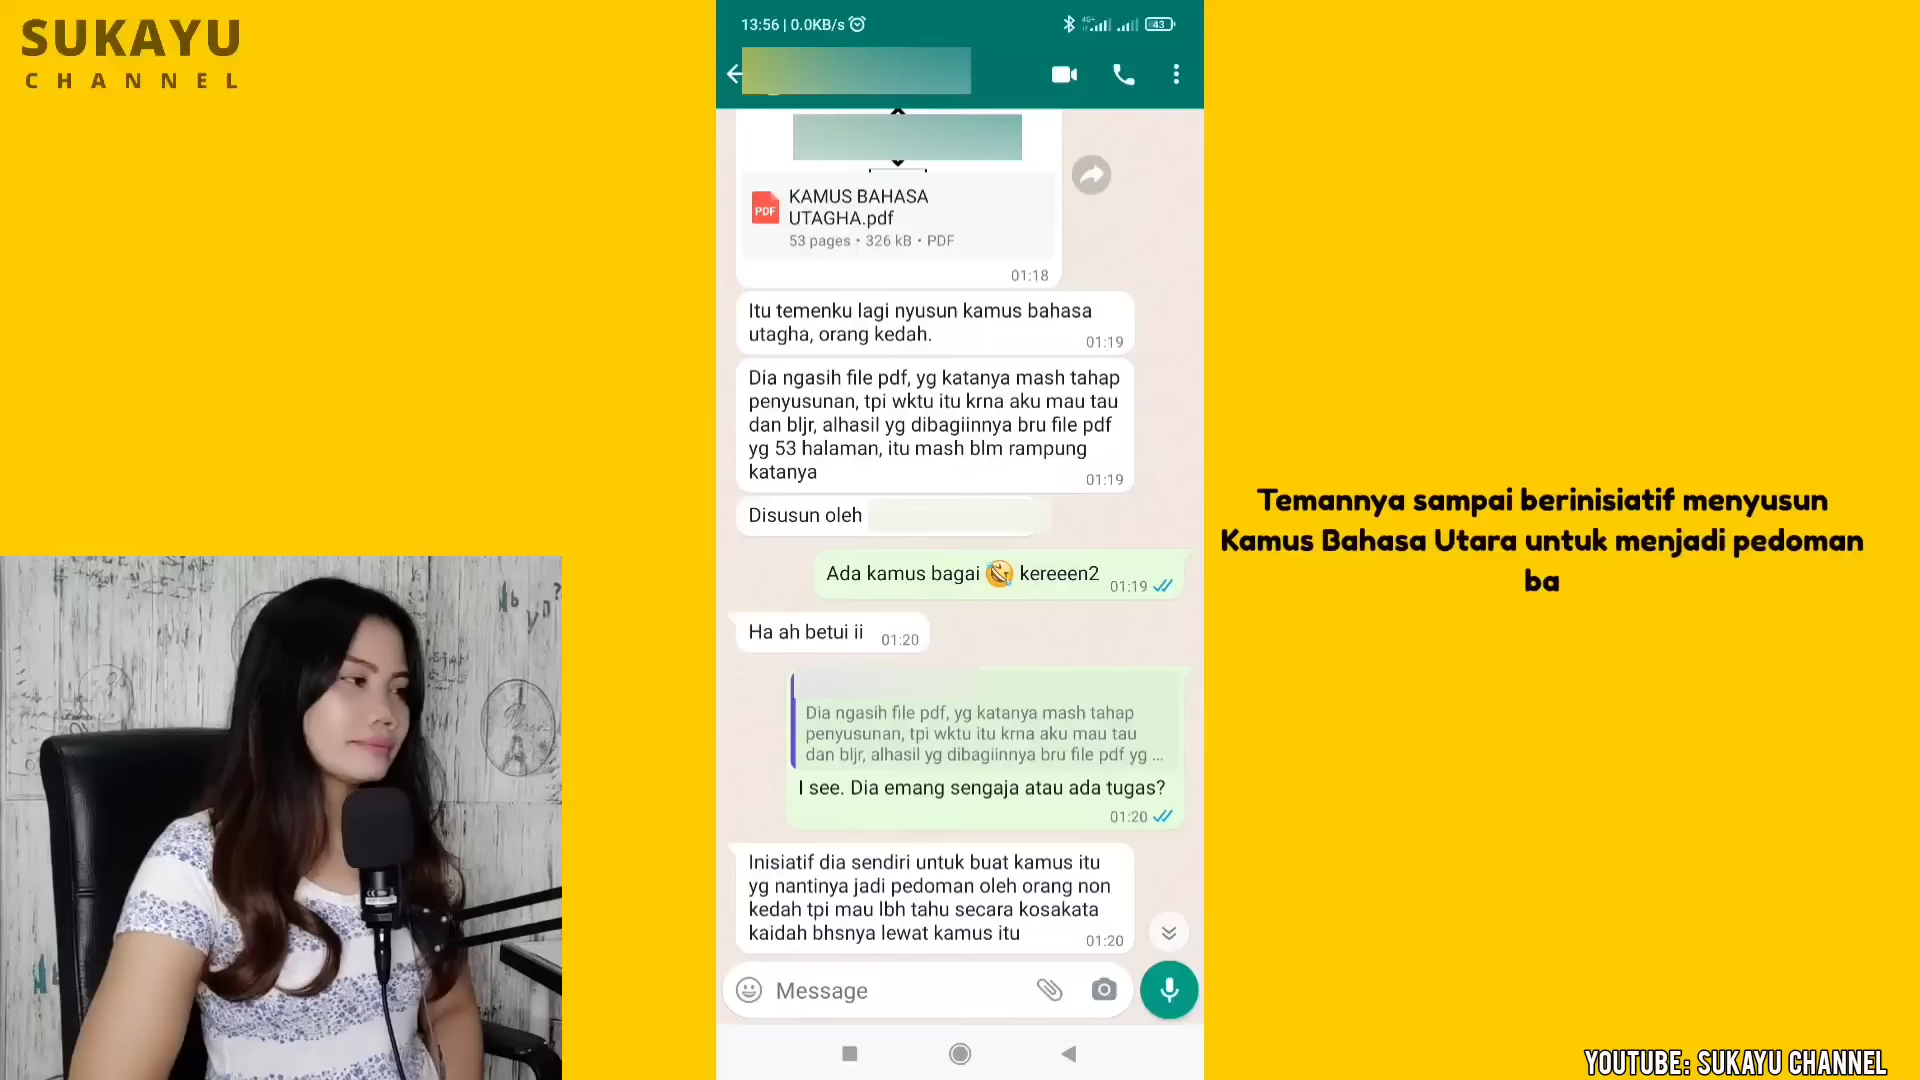 SUKAYU
CHANNEL
13:56 | 0.0KB/s
4G+
43
KAMUS BAHASA
UTAGHA.pdf
PDF
53 pages • 326 kB • PDF
01:18
Itu temenku lagi nyusun kamus bahasa
utagha, orang kedah.
01:19
Dia ngasih file pdf, yg katanya mash tahap
penyusunan, tpi wktu itu krna aku mau tau
dan bljr, alhasil yg dibagiinnya bru file pdf
yg 53 halaman, itu mash blm rampung
katanya
01:19
Disusun oleh
Ada kamus bagai 🤣 kereeen2
01:19
Ha ah betui ii
01:20
Dia ngasih file pdf, yg katanya mash tahap
penyusunan, tpi wktu itu krna aku mau tau
dan bljr, alhasil yg dibagiinnya bru file pdf yg ...
I see. Dia emang sengaja atau ada tugas?
01:20
Inisiatif dia sendiri untuk buat kamus itu
yg nantinya jadi pedoman oleh orang non
kedah tpi mau lbh tahu secara kosakata
kaidah bhsnya lewat kamus itu
01:20
Message
Temannya sampai berinisiatif menyusun
Kamus Bahasa Utara untuk menjadi pedoman
ba
YOUTUBE: SUKAYU CHANNEL